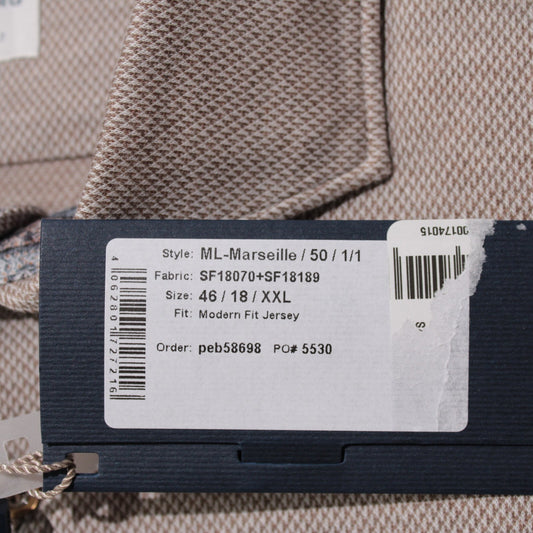 Style: ML-Marseille / 50 / 1/1
Fabric: SF18070+SF18189
Size: 46 / 18 / XXL
Fit: Modern Fit Jersey
Order: peb58698 PO# 5530
4062801727216
00174015